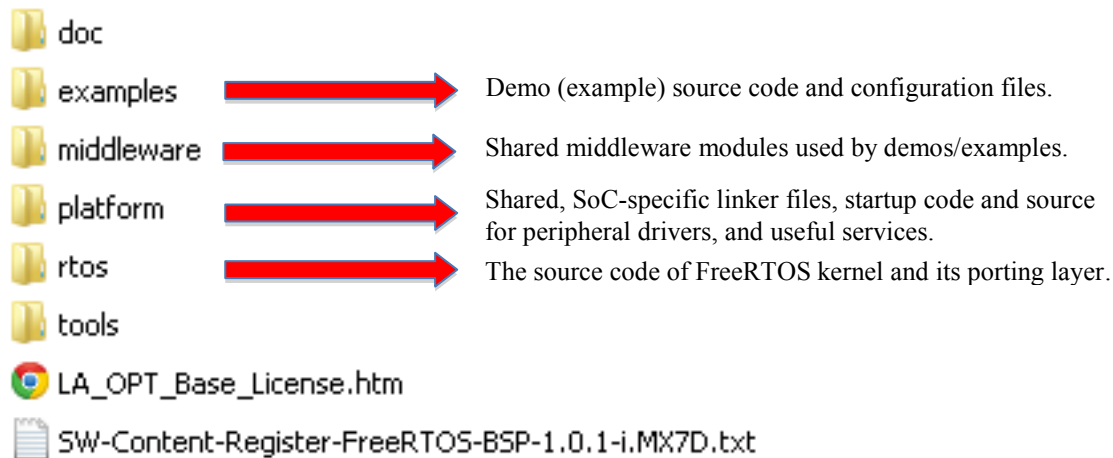 doc
examples Demo (example) source code and configuration files.
middleware Shared middleware modules used by demos/examples.
platform Shared, SoC-specific linker files, startup code and source
for peripheral drivers, and useful services.
rtos The source code of FreeRTOS kernel and its porting layer.
tools
LA_OPT_Base_License.htm
SW-Content-Register-FreeRTOS-BSP-1.0.1-i.MX7D.txt